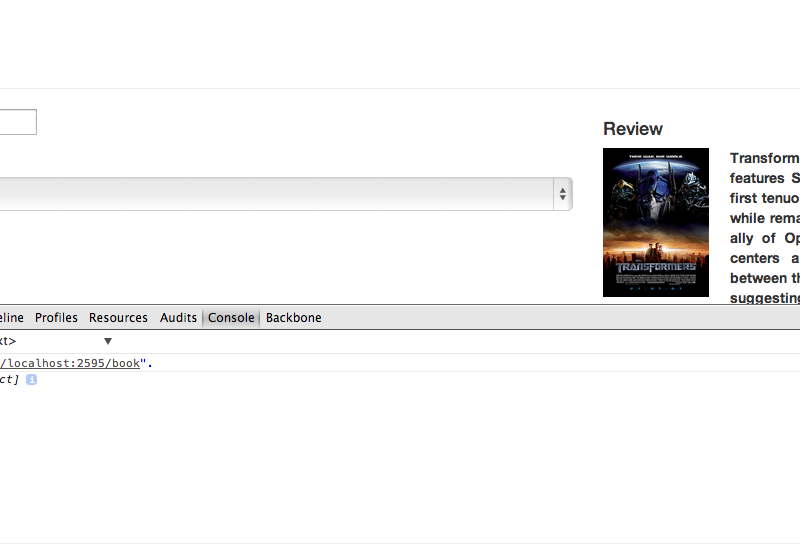 Review
THEIR WAR. OUR WORLD.
TRANSFORMERS
Transform
features S
first tenuo
while rema
ally of Op
centers a
between th
suggesting
eline Profiles Resources Audits Console Backbone
xt>
/localhost:2595/book".
ct] i